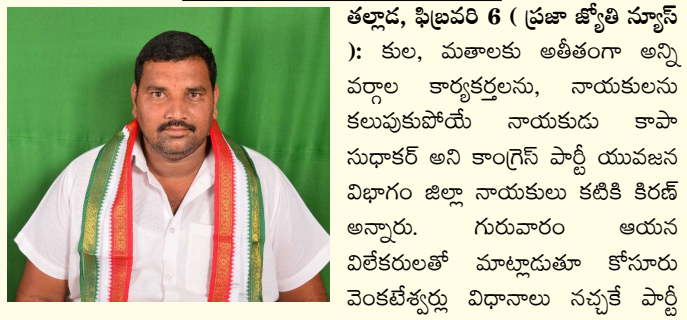 తల్లాడ, ఫిబ్రవరి 6 ( ప్రజా జ్యోతి న్యూస్
): కుల, మతాలకు అతీతంగా అన్ని
వర్గాల కార్యకర్తలను, నాయకులను
కలుపుకుపోయే నాయకుడు కాపా
సుధాకర్ అని కాంగ్రెస్ పార్టీ యువజన
విభాగం జిల్లా నాయకులు కటికి కిరణ్
అన్నారు. గురువారం ఆయన
విలేకరులతో మాట్లాడుతూ కోసూరు
వెంకటేశ్వర్లు విధానాలు నచ్చకే పార్టీ